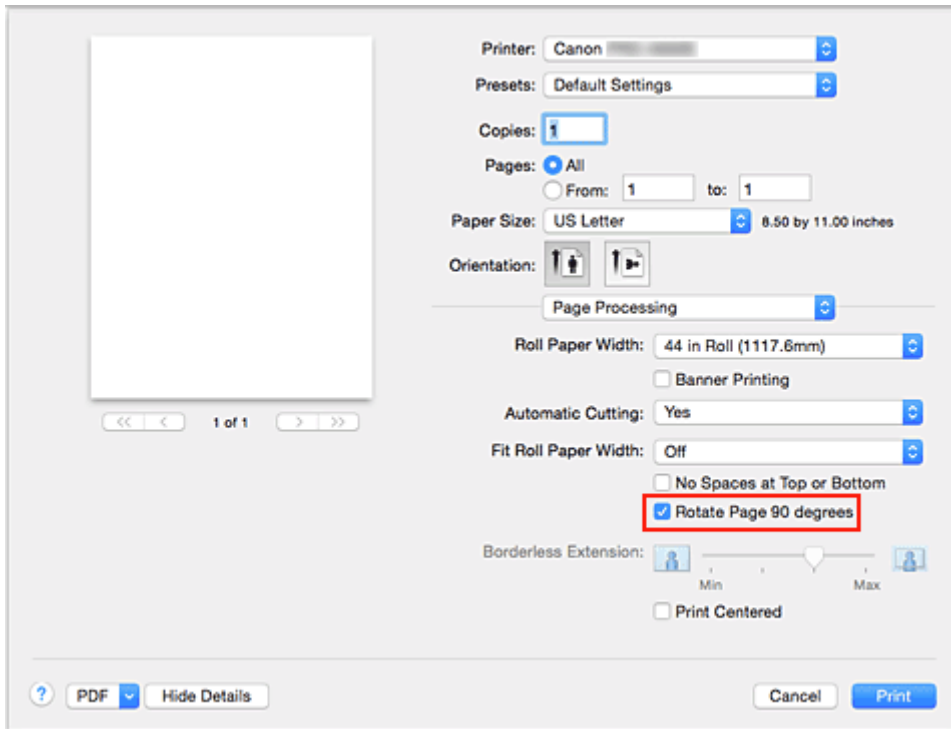 Printer: Canon
Presets: Default Settings
Copies: 1
Pages: All
From: 1 to: 1
Paper Size: US Letter 8.50 by 11.00 inches
Orientation:
Page Processing
Roll Paper Width: 44 in Roll (1117.6mm)
Banner Printing
<< < 1 of 1 > >>
Automatic Cutting: Yes
Fit Roll Paper Width: Off
No Spaces at Top or Bottom
Rotate Page 90 degrees
Borderless Extension:
Min Max
Print Centered
? PDF Hide Details Cancel Print